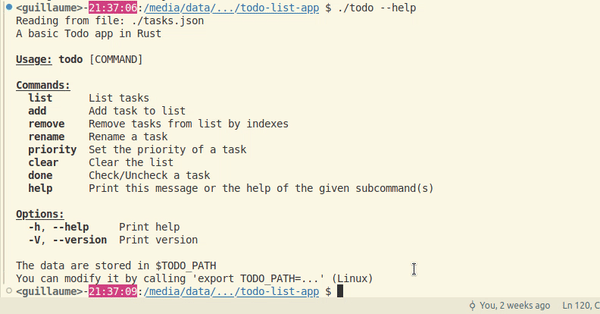 <guillaume>-21:37:06:/media/data/.../todo-list-app $ ./todo --help
Reading from file: ./tasks.json
A basic Todo app in Rust
Usage: todo [COMMAND]
Commands:
list List tasks
add Add task to list
remove Remove tasks from list by indexes
rename Rename a task
priority Set the priority of a task
clear Clear the list
done Check/Uncheck a task
help Print this message or the help of the given subcommand(s)
Options:
-h, --help Print help
-V, --version Print version
The data are stored in $TODO_PATH
You can modify it by calling 'export TODO_PATH=...' (Linux)
<guillaume>-21:37:09:/media/data/.../todo-list-app $
You, 2 weeks ago Ln 120, C